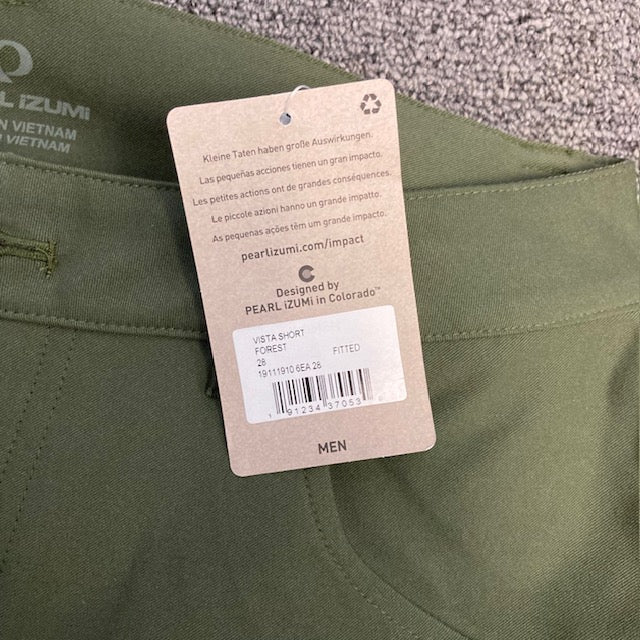 RL iZUMi
N VIETNAM
VIETNAM
Kleine Taten haben große Auswirkungen.
Las pequeñas acciones tienen un gran impacto.
Les petites actions ont de grandes conséquences.
Le piccole azioni hanno un grande impatto.
As pequenas ações têm um grande impacto.
pearlizumi.com/impact
Designed by
PEARL iZUMi in Colorado™
VISTA SHORT
FORREST
28 FITTED
19111910 6EA 28
1 91234 37053
MEN